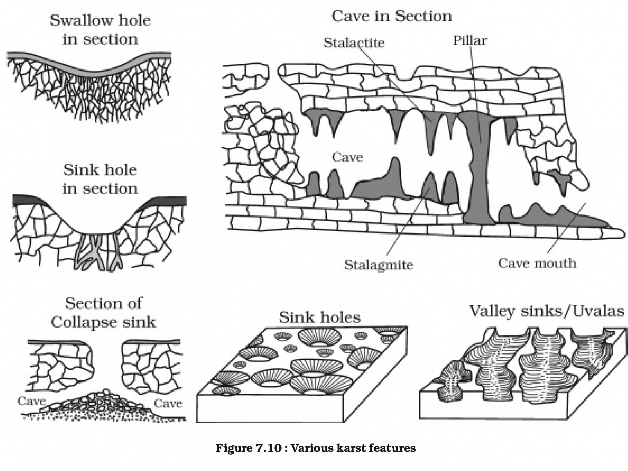 Swallow hole
in section
Cave in Section
Stalactite
Pillar
Cave
Sink hole
in section
Stalagmite
Cave mouth
Section of
Collapse sink
Cave
Cave
Sink holes
Valley sinks/Uvalas
Figure 7.10 : Various karst features